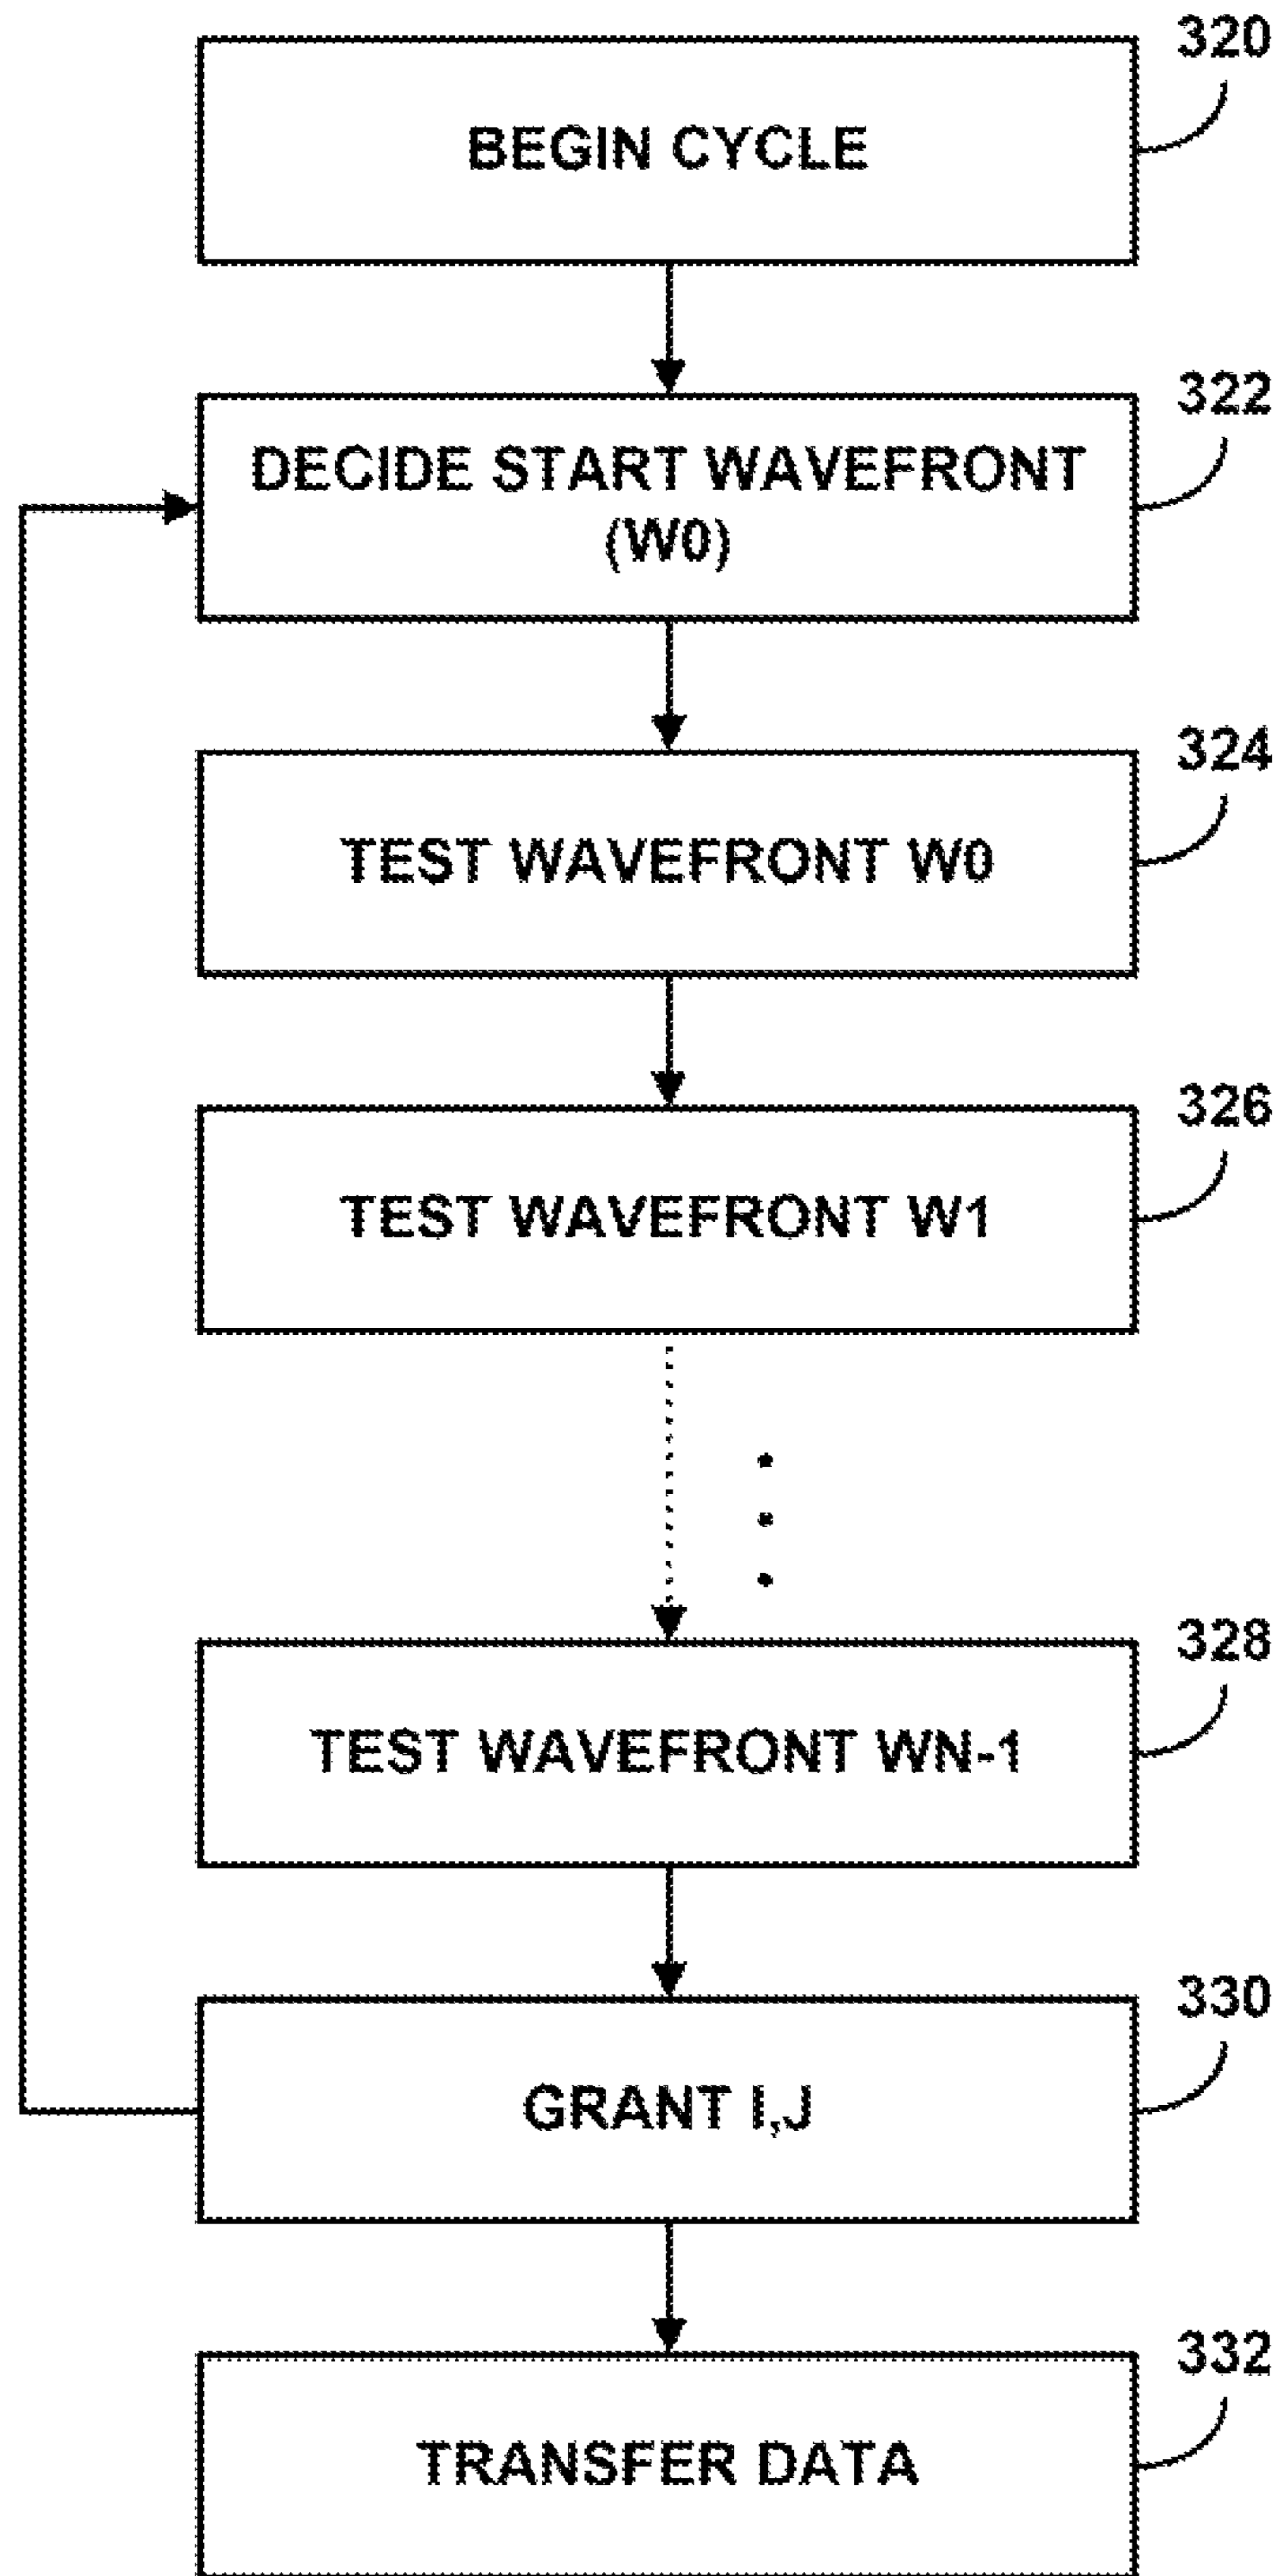 320
BEGIN CYCLE
322
DECIDE START WAVEFRONT
(W0)
324
TEST WAVEFRONT W0
326
TEST WAVEFRONT W1
328
TEST WAVEFRONT WN-1
330
GRANT I,J
332
TRANSFER DATA